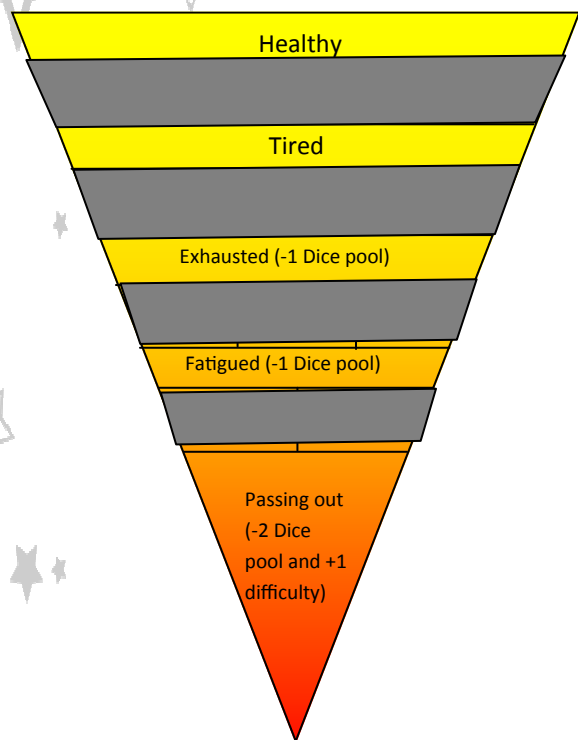 Healthy
Tired
Exhausted (-1 Dice pool)
Fatigued (-1 Dice pool)
Passing out
(-2 Dice
pool and +1
difficulty)